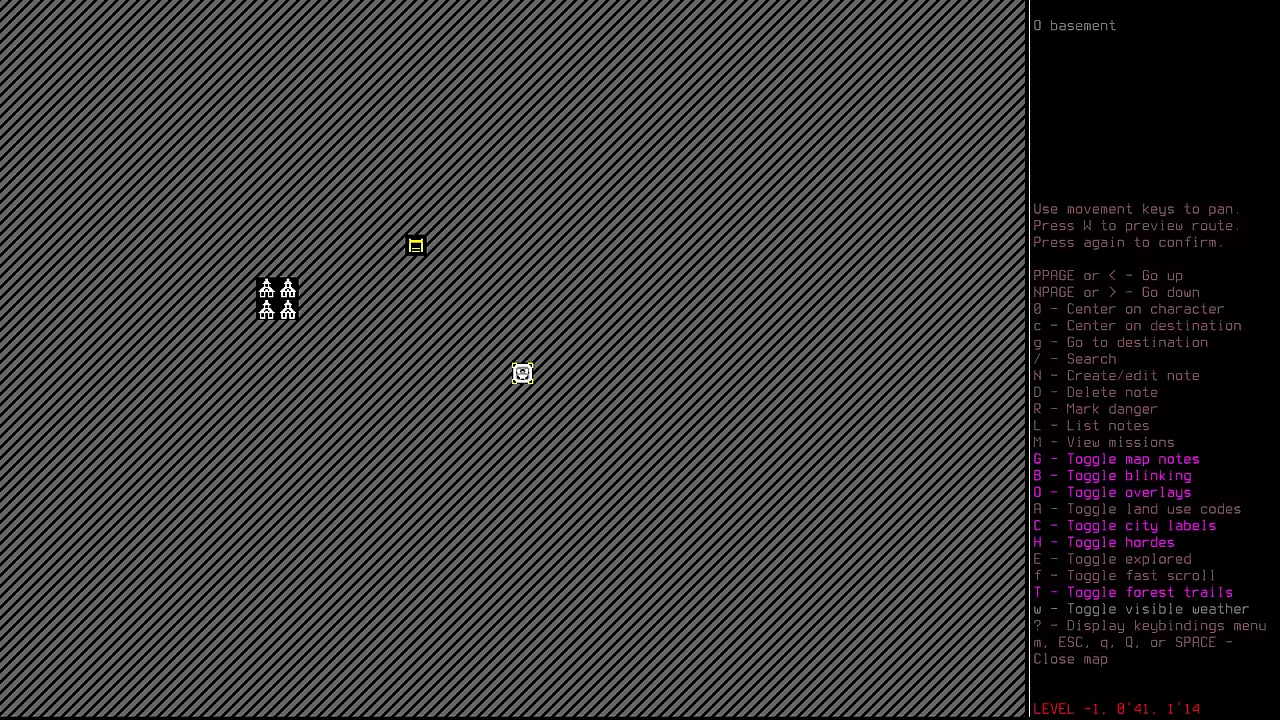 O basement
Use movement keys to pan.
Press W to preview route.
Press again to confirm.
PPAGE or < - Go up
NPAGE or > - Go down
0 - Center on character
c - Center on destination
g - Go to destination
/ - Search
N - Create/edit note
D - Delete note
R - Mark danger
L - List notes
M - View missions
G - Toggle map notes
B - Toggle blinking
O - Toggle overlays
A - Toggle land use codes
C - Toggle city labels
H - Toggle hordes
E - Toggle explored
f - Toggle fast scroll
T - Toggle forest trails
w - Toggle visible weather
? - Display keybindings menu
m, ESC, q, Q, or SPACE -
Close map
LEVEL -1, 0'41, 1'14